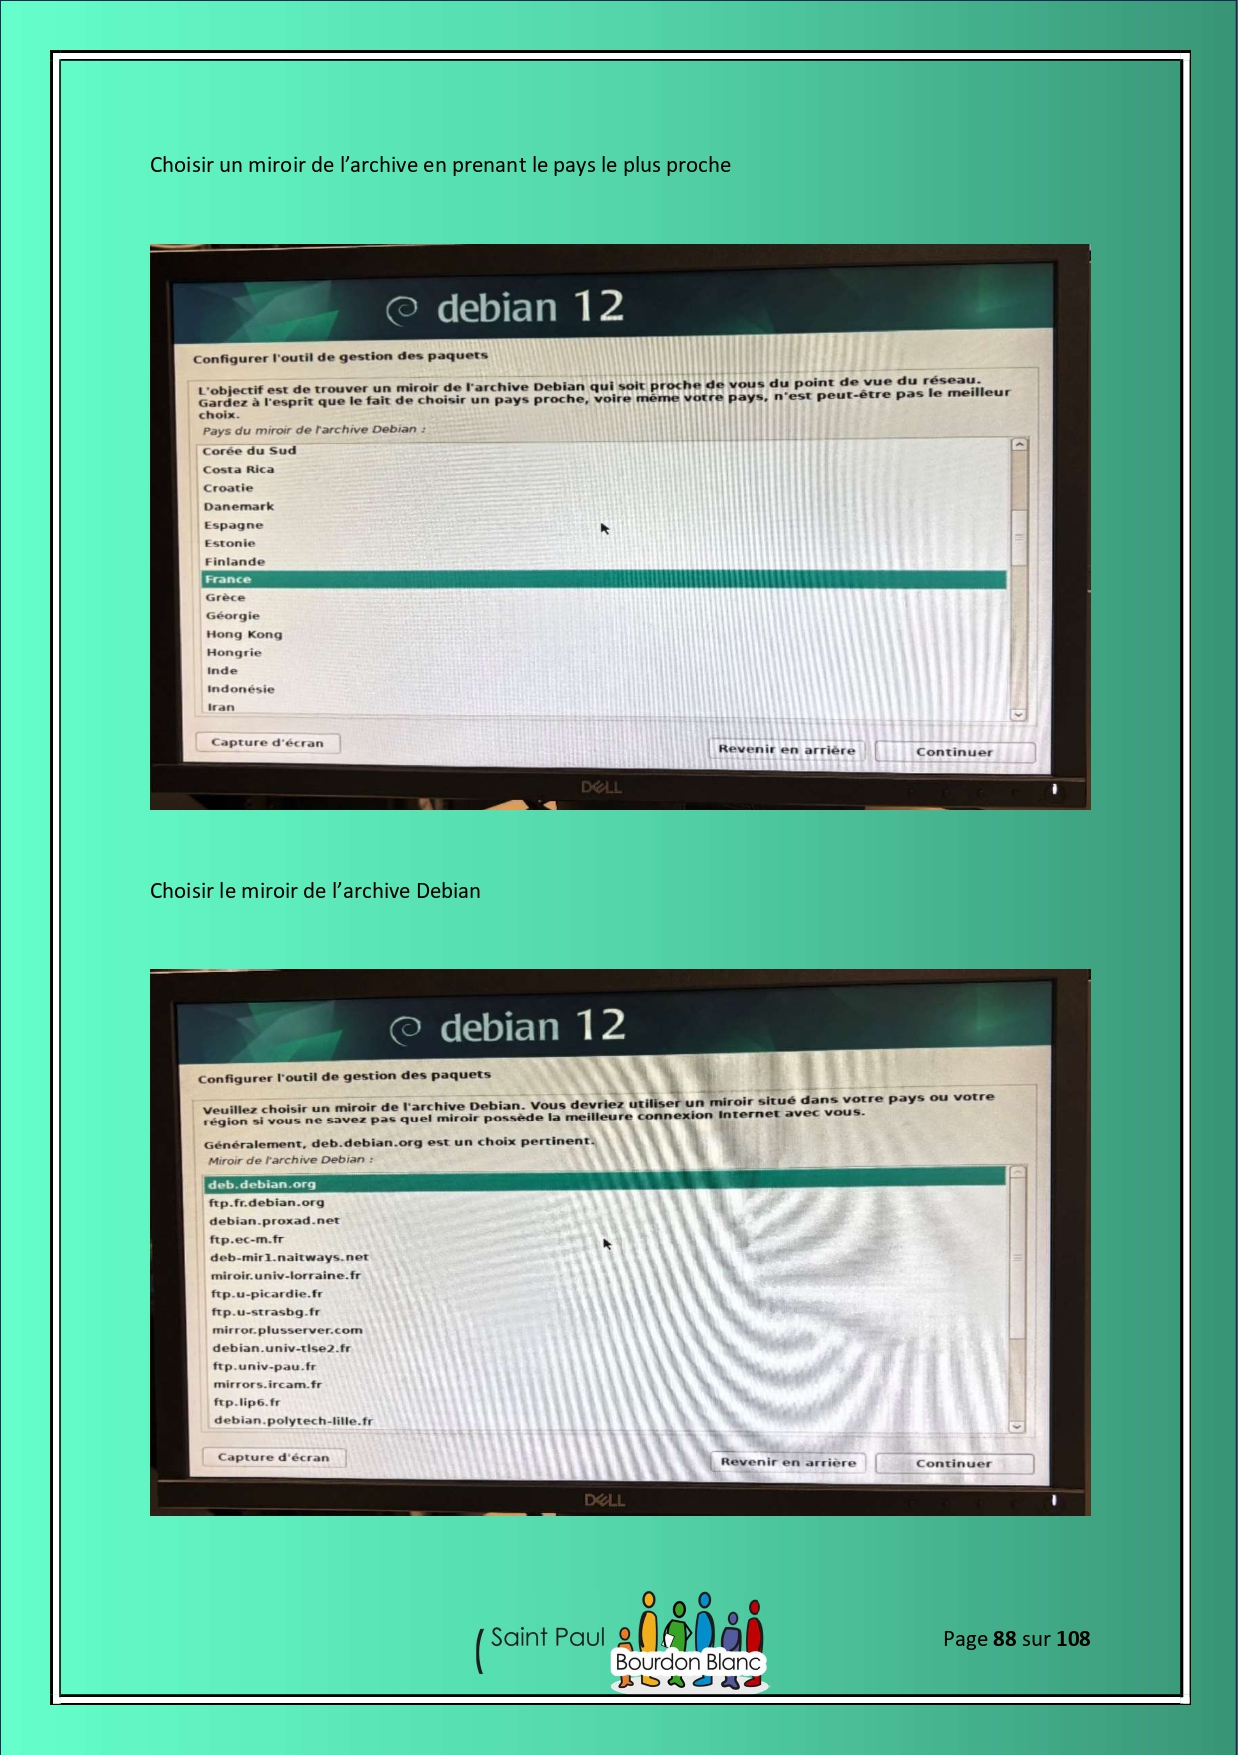 Choisir un miroir de l’archive en prenant le pays le plus proche
debian 12
Configurer l'outil de gestion des paquets
L'objectif est de trouver un miroir de l'archive Debian qui soit proche de vous du point de vue du réseau.
Gardez à l'esprit que le fait de choisir un pays proche, voire même votre pays, n'est peut-être pas le meilleur
choix.
Pays du miroir de l'archive Debian :
Corée du Sud
Costa Rica
Croatie
Danemark
Espagne
Estonie
Finlande
France
Grèce
Géorgie
Hong Kong
Hongrie
Inde
Indonésie
Iran
Capture d'écran
Revenir en arrière
Continuer
DELL
Choisir le miroir de l’archive Debian
debian 12
Configurer l'outil de gestion des paquets
Veuillez choisir un miroir de l'archive Debian. Vous devriez utiliser un miroir situé dans votre pays ou votre
région si vous ne savez pas quel miroir possède la meilleure connexion Internet avec vous.
Généralement, deb.debian.org est un choix pertinent.
Miroir de l'archive Debian :
deb.debian.org
ftp.fr.debian.org
debian.proxad.net
ftp.ec-m.fr
deb-mir1.naitways.net
miroir.univ-lorraine.fr
ftp.u-picardie.fr
ftp.u-strasbg.fr
mirror.plusserver.com
debian.univ-tlse2.fr
ftp.univ-pau.fr
mirrors.ircam.fr
ftp.lip6.fr
debian.polytech-lille.fr
Capture d'écran
Revenir en arrière
Continuer
DELL
Saint Paul
Bourdon Blanc
Page 88 sur 108